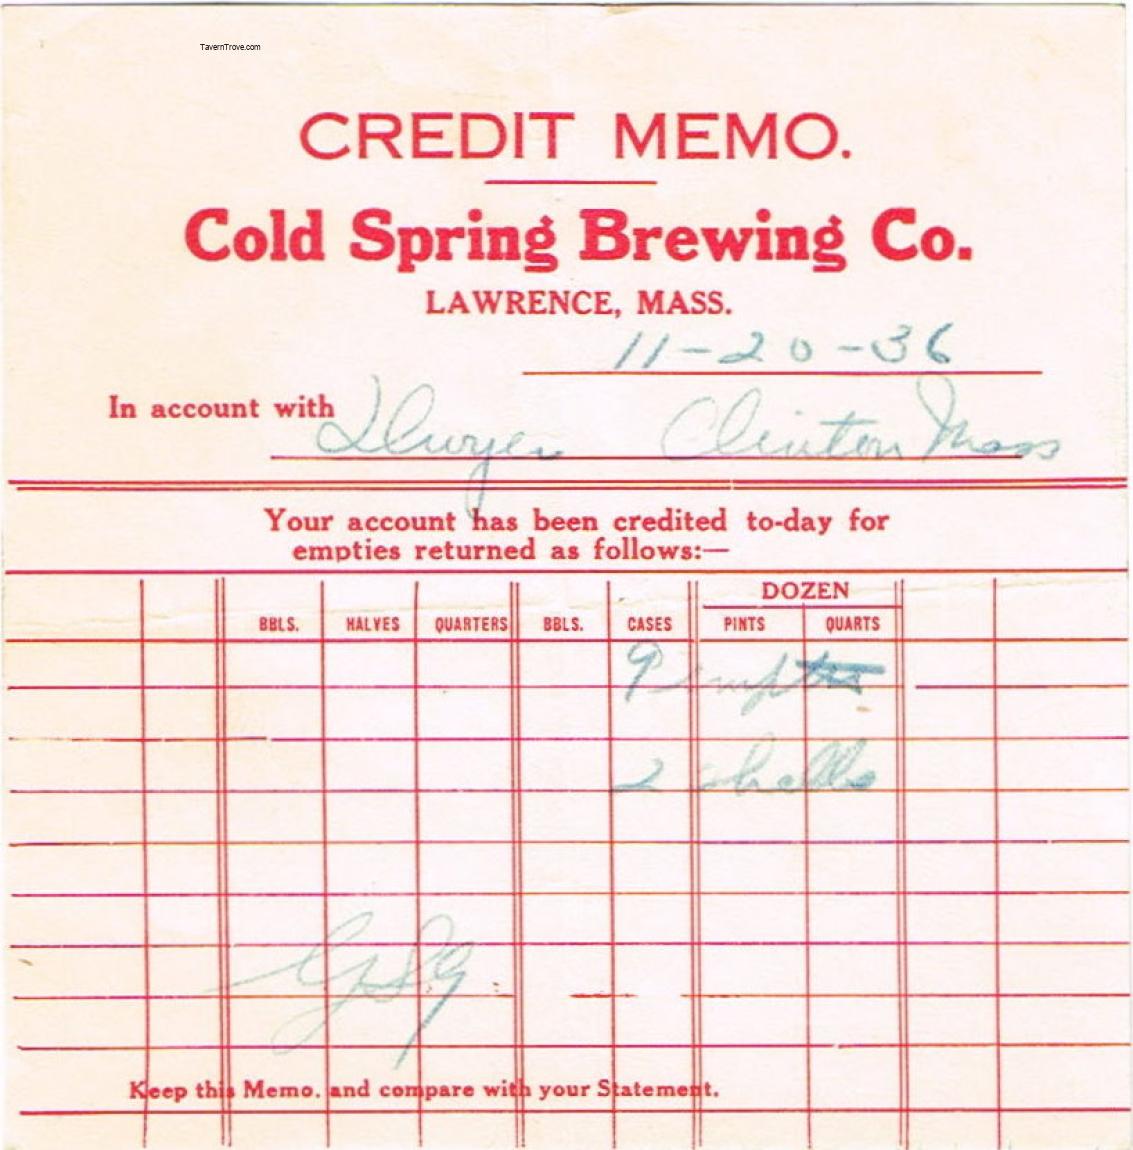 TavernTrove.com
CREDIT MEMO.
Cold Spring Brewing Co.
LAWRENCE, MASS.
11-20-36
In account with Dwyer Clinton Mass
Your account has been credited to-day for
empties returned as follows:—
DOZEN
BBLS. HALVES QUARTERS BBLS. CASES PINTS QUARTS
9
2 shells
Keep this Memo. and compare with your Statement.